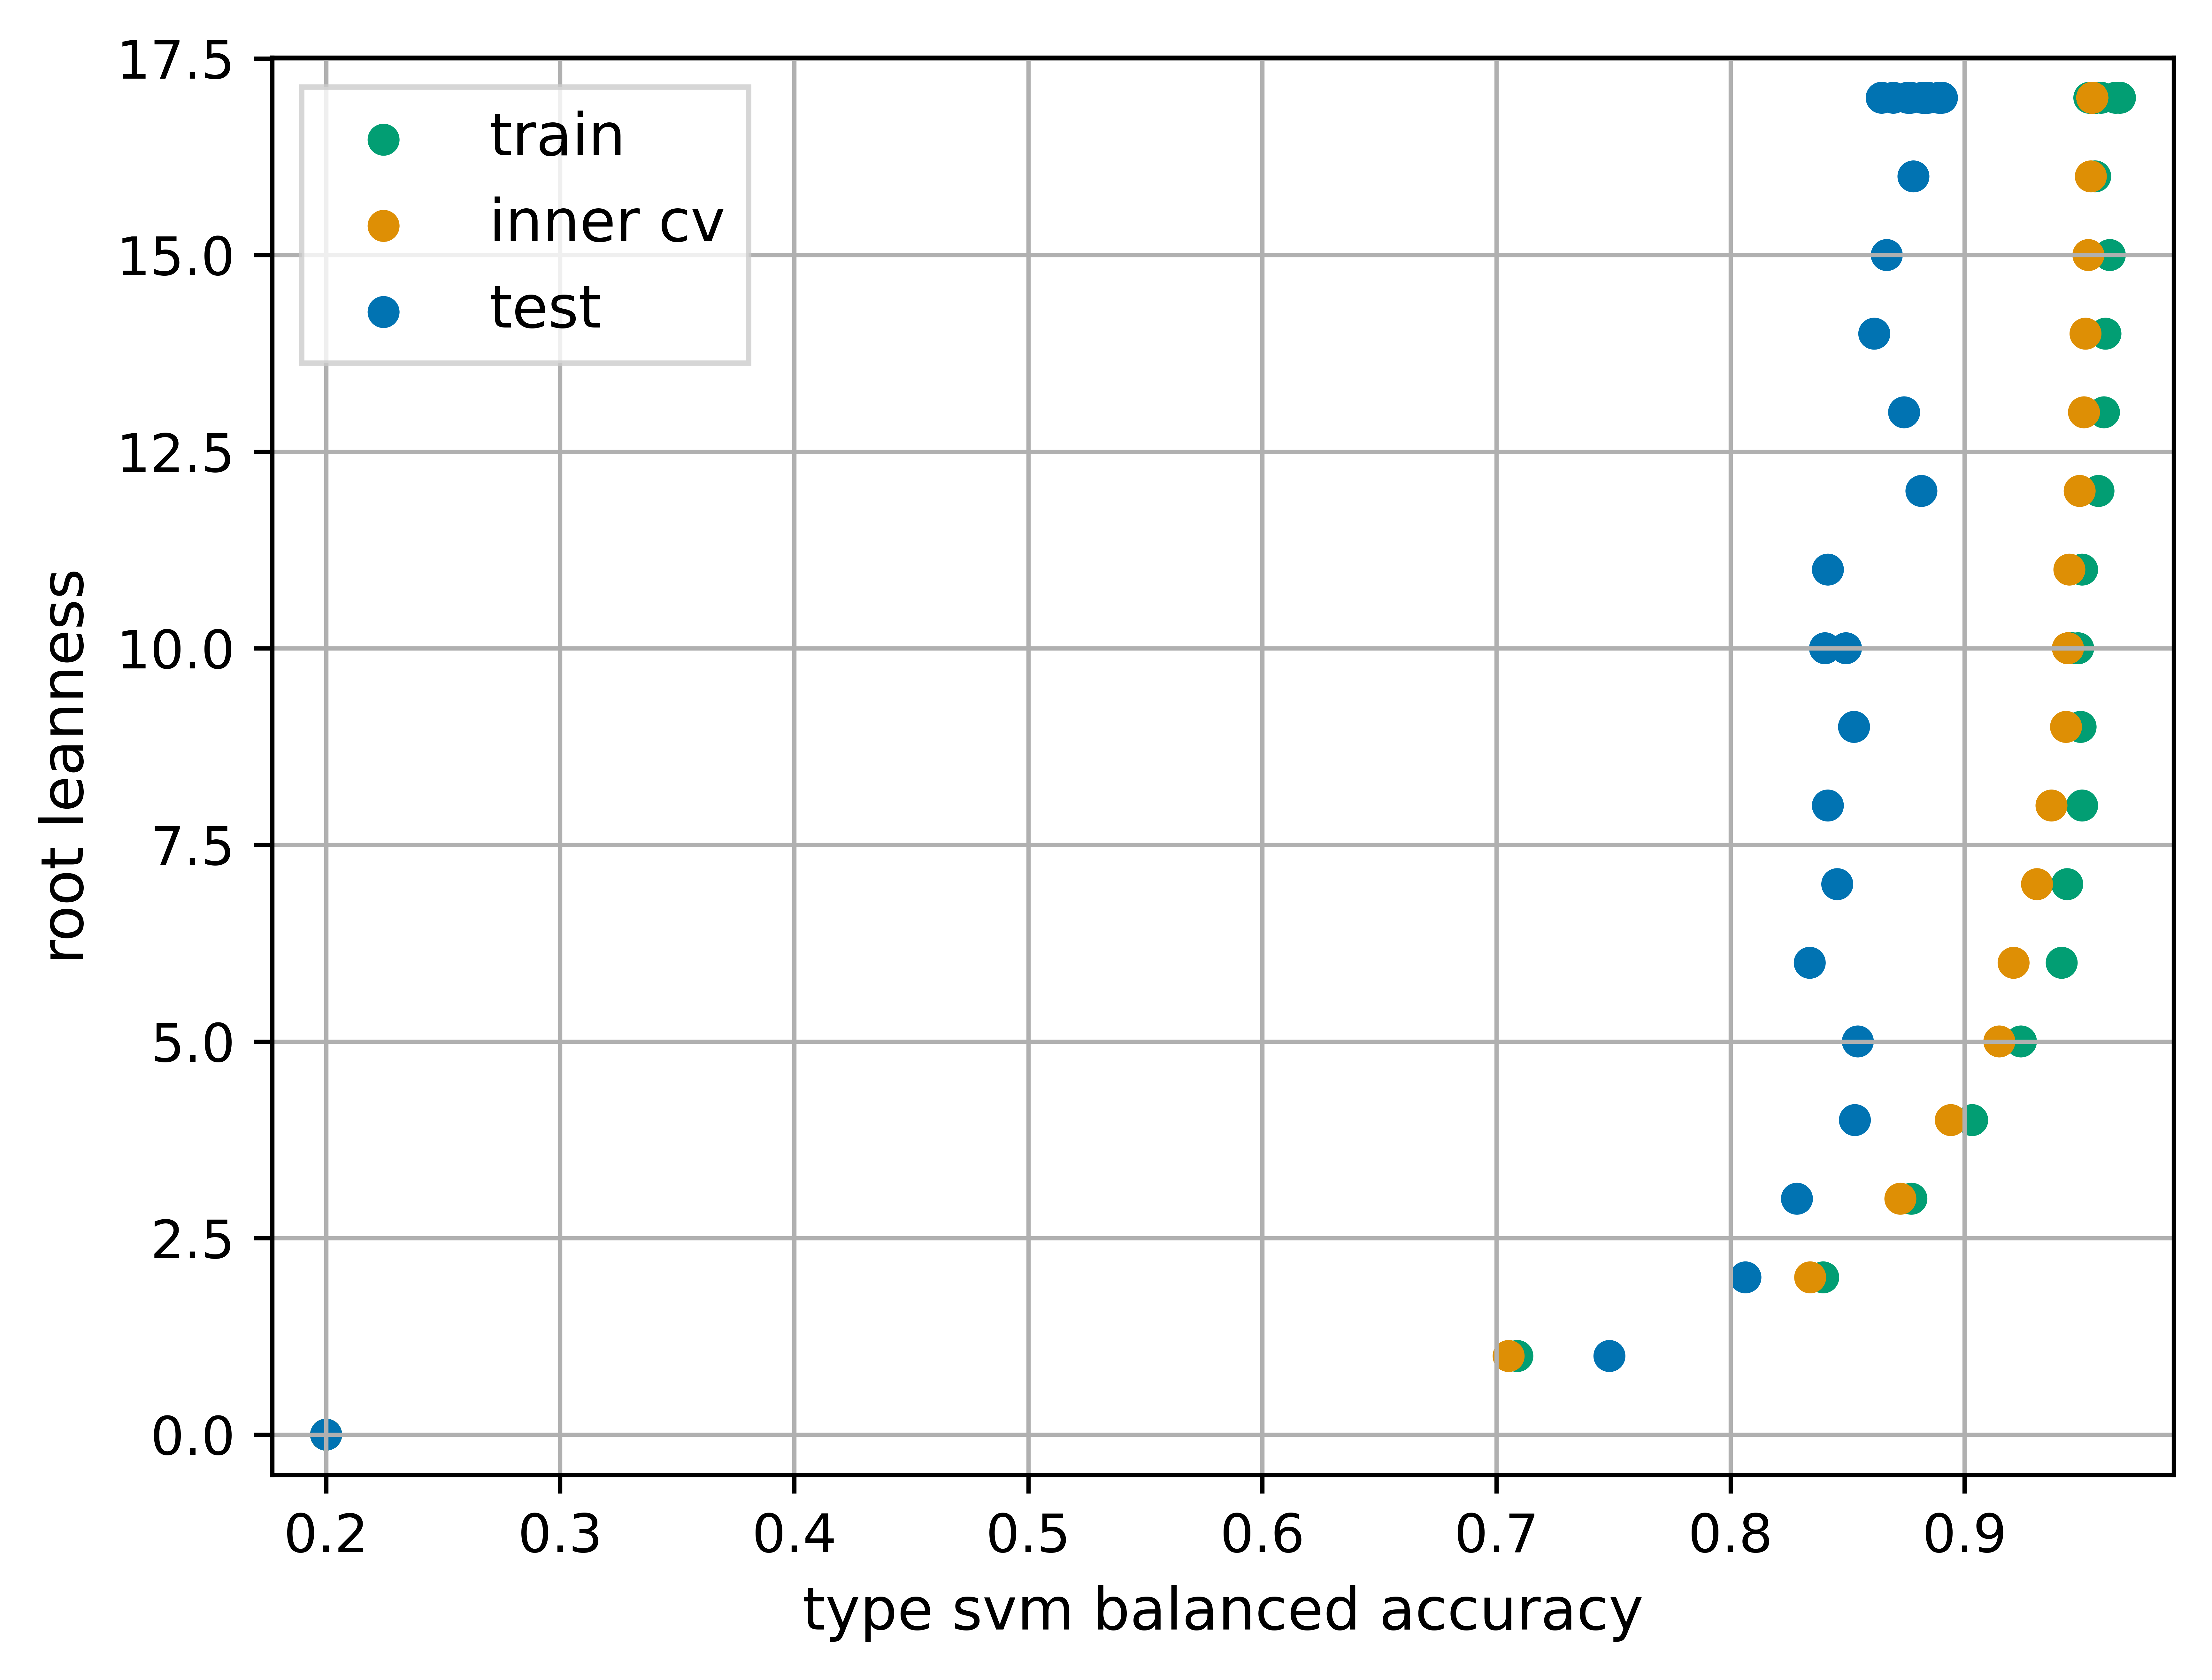 17.5
15.0
12.5
10.0
7.5
5.0
2.5
0.0
root leanness
train
inner cv
test
0.2 0.3 0.4 0.5 0.6 0.7 0.8 0.9
type svm balanced accuracy